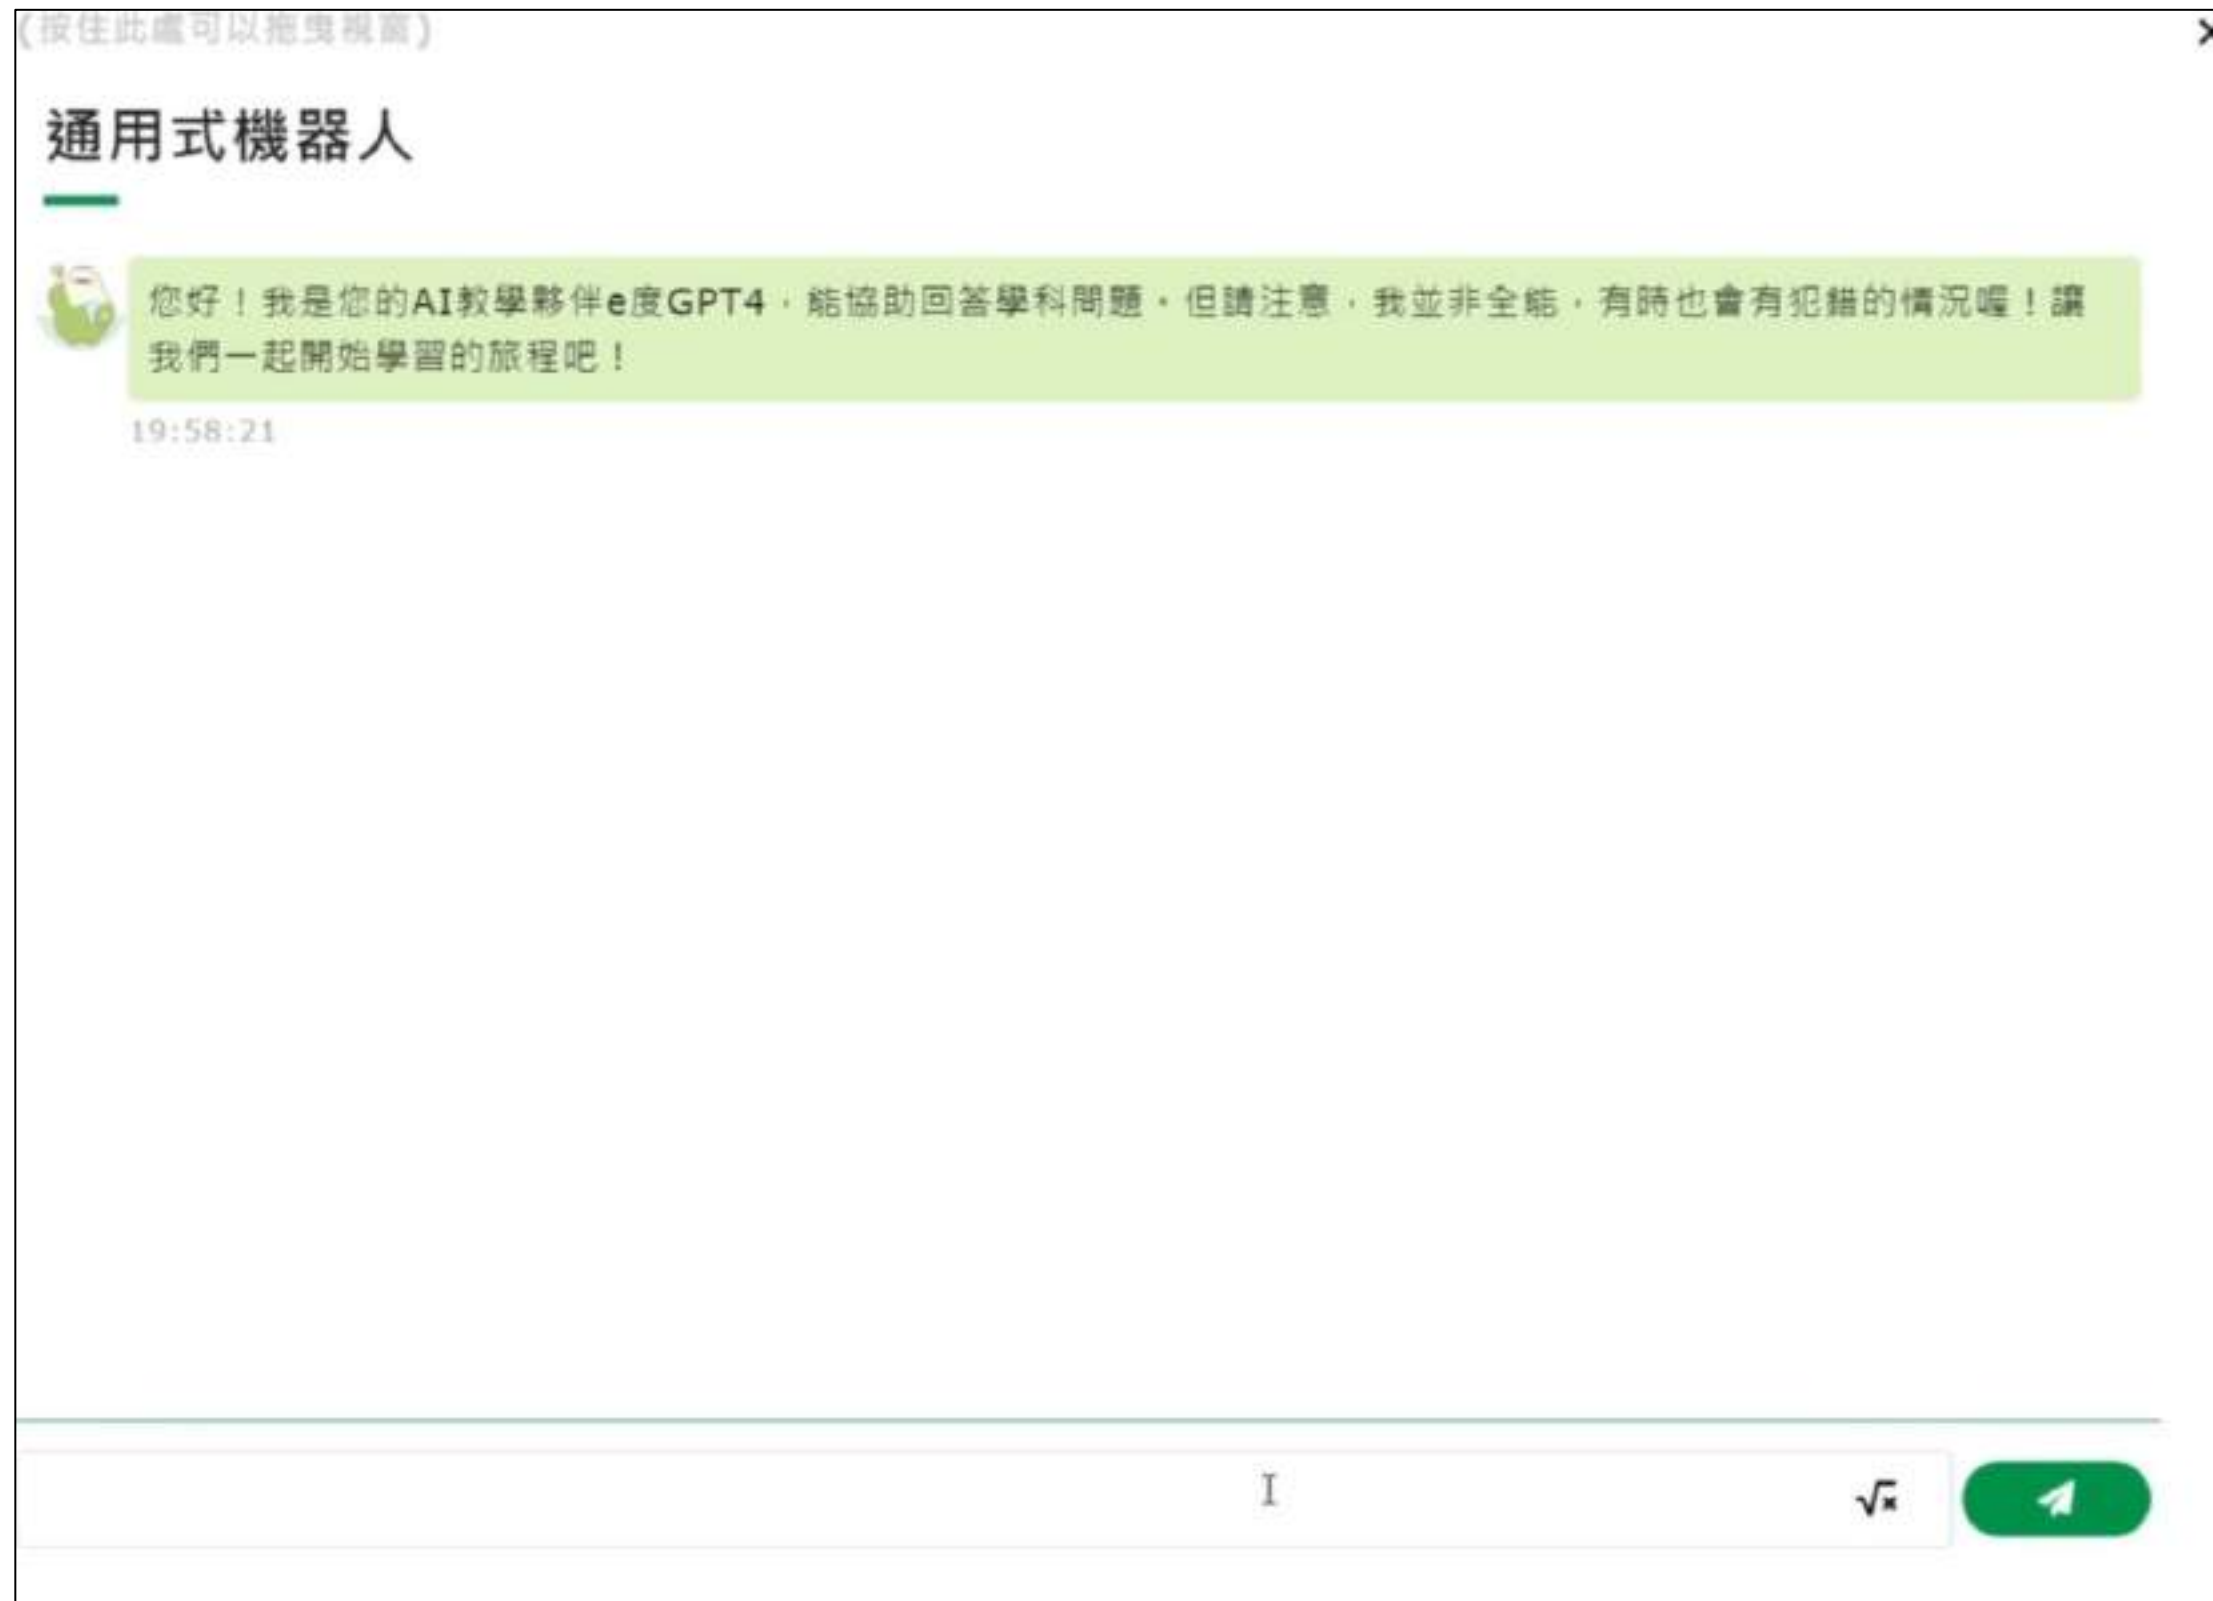 (按住此處可以拖曳視窗)
通用式機器人
您好！我是您的AI教學夥伴e度GPT4，能協助回答學科問題。但請注意，我並非全能，有時也會有犯錯的情況喔！讓
我們一起開始學習的旅程吧！
19:58:21